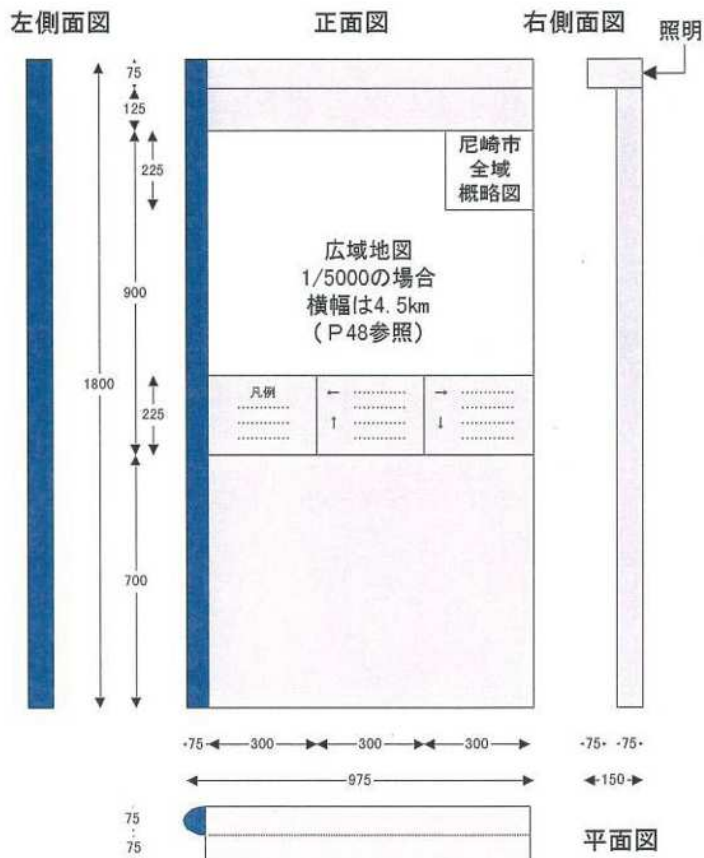 左側面図
正面図
右側面図
照明
75
125
225
900
1800
225
700
尼崎市
全域
概略図
広域地図
1/5000の場合
横幅は4.5km
（P48参照）
凡例
←
↑
→
↓
75
300
300
300
975
75
75
150
75
75
平面図